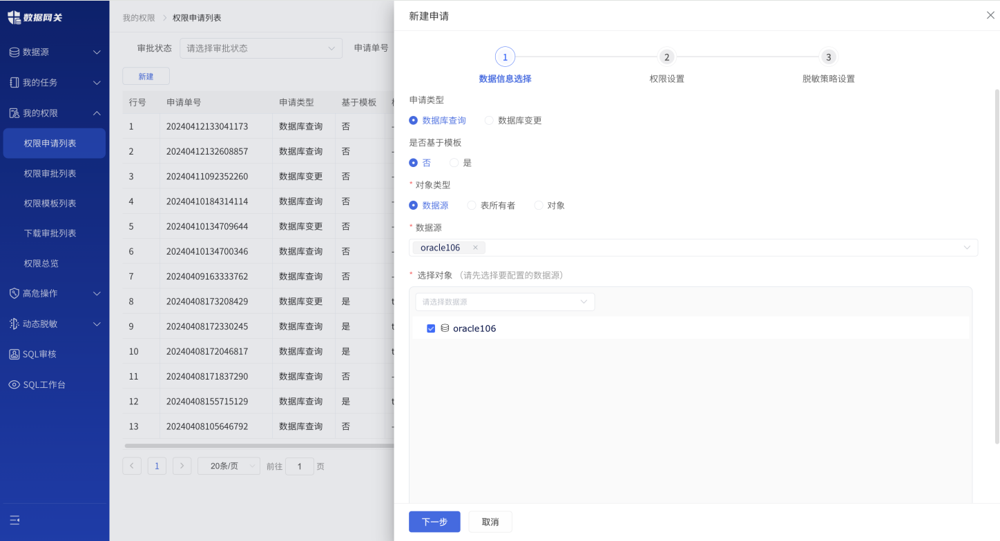 数据网关
数据源
我的任务
我的权限
权限申请列表
权限审批列表
权限模板列表
下载审批列表
权限总览
高危操作
动态脱敏
SQL审核
SQL工作台
我的权限 > 权限申请列表
审批状态 请选择审批状态 申请单号
新建
行号 申请单号 申请类型 基于模板
1 20240412133041173 数据库查询 否 -
2 20240412132608857 数据库查询 否 -
3 20240411092352260 数据库变更 否 -
4 20240410184314114 数据库查询 否 -
5 20240410134709644 数据库变更 否 -
6 20240410134700346 数据库查询 否 -
7 20240409163333762 数据库查询 否 -
8 20240408173208429 数据库变更 是 t
9 20240408172330245 数据库查询 是 t
10 20240408172046817 数据库查询 是 t
11 20240408171837290 数据库查询 否 -
12 20240408155715129 数据库查询 是 t
13 20240408105646792 数据库查询 否 -
< 1 > 20条/页 前往 1 页
新建申请
1 2 3
数据信息选择 权限设置 脱敏策略设置
申请类型
数据库查询 数据库变更
是否基于模板
否 是
* 对象类型
数据源 表所有者 对象
* 数据源
oracle106 ×
* 选择对象 （请先选择要配置的数据源）
请选择数据源
oracle106
下一步 取消